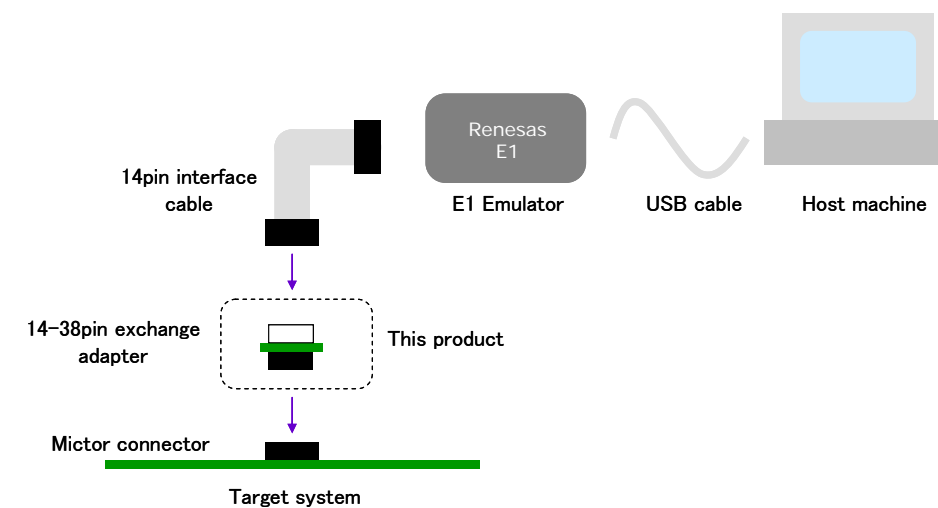 Renesas
E1
14pin interface
cable
E1 Emulator
USB cable
Host machine
14-38pin exchange
adapter
This product
Mictor connector
Target system